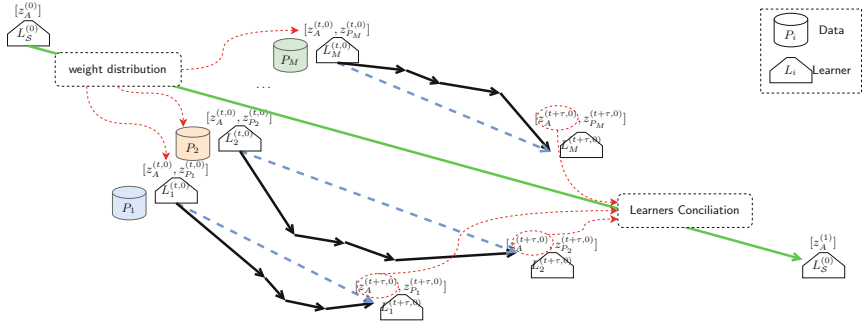 [z_A^{(0)}]
L_S^{(0)}
weight distribution
[z_A^{(t,0)}, z_{P_M}^{(t,0)}]
L_M^{(t,0)}
P_M
...
P_i
Data
L_i
Learner
[z_A^{(t,0)}, z_{P_2}^{(t,0)}]
L_2^{(t,0)}
P_2
[z_A^{(t+τ,0)}, z_{P_M}^{(t+τ,0)}]
L_M^{(t+τ,0)}
[z_A^{(t,0)}, z_{P_1}^{(t,0)}]
L_1^{(t,0)}
P_1
Learners Conciliation
[z_A^{(t+τ,0)}, z_{P_2}^{(t+τ,0)}]
L_2^{(t+τ,0)}
[z_A^{(1)}]
L_S^{(0)}
[z_A^{(t+τ,0)}, z_{P_1}^{(t+τ,0)}]
L_1^{(t+τ,0)}